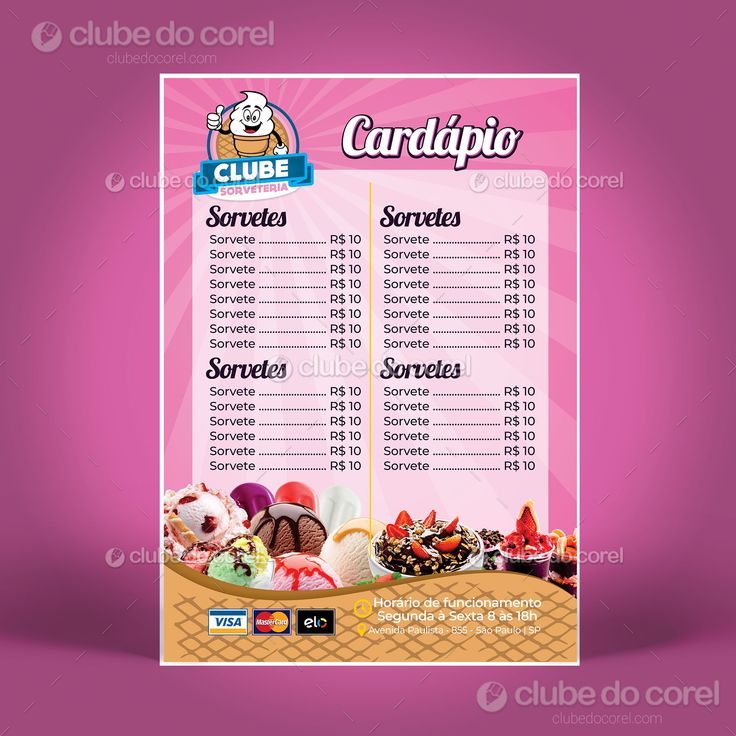 clube do corel
clubedocorel.com
clube do corel
clubedocorel.com
CLUBE
SORVETERIA
Cardápio
clube do corel
clube do corel
Sorvetes
Sorvete ........................ R$ 10
Sorvete ........................ R$ 10
Sorvete ........................ R$ 10
Sorvete ........................ R$ 10
Sorvete ........................ R$ 10
Sorvete ........................ R$ 10
Sorvete ........................ R$ 10
Sorvete ........................ R$ 10
Sorvetes
Sorvete ........................ R$ 10
Sorvete ........................ R$ 10
Sorvete ........................ R$ 10
Sorvete ........................ R$ 10
Sorvete ........................ R$ 10
Sorvete ........................ R$ 10
Sorvete ........................ R$ 10
Sorvete ........................ R$ 10
clube do corel
Sorvetes
Sorvete ........................ R$ 10
Sorvete ........................ R$ 10
Sorvete ........................ R$ 10
Sorvete ........................ R$ 10
Sorvete ........................ R$ 10
Sorvete ........................ R$ 10
Sorvetes
Sorvete ........................ R$ 10
Sorvete ........................ R$ 10
Sorvete ........................ R$ 10
Sorvete ........................ R$ 10
Sorvete ........................ R$ 10
Sorvete ........................ R$ 10
clube do corel
clube do corel
VISA
MasterCard
elo
Horário de funcionamento
Segunda à Sexta 8 às 18h
Avenida Paulista - 855 - São Paulo | SP
clube do corel
clubedocorel.com